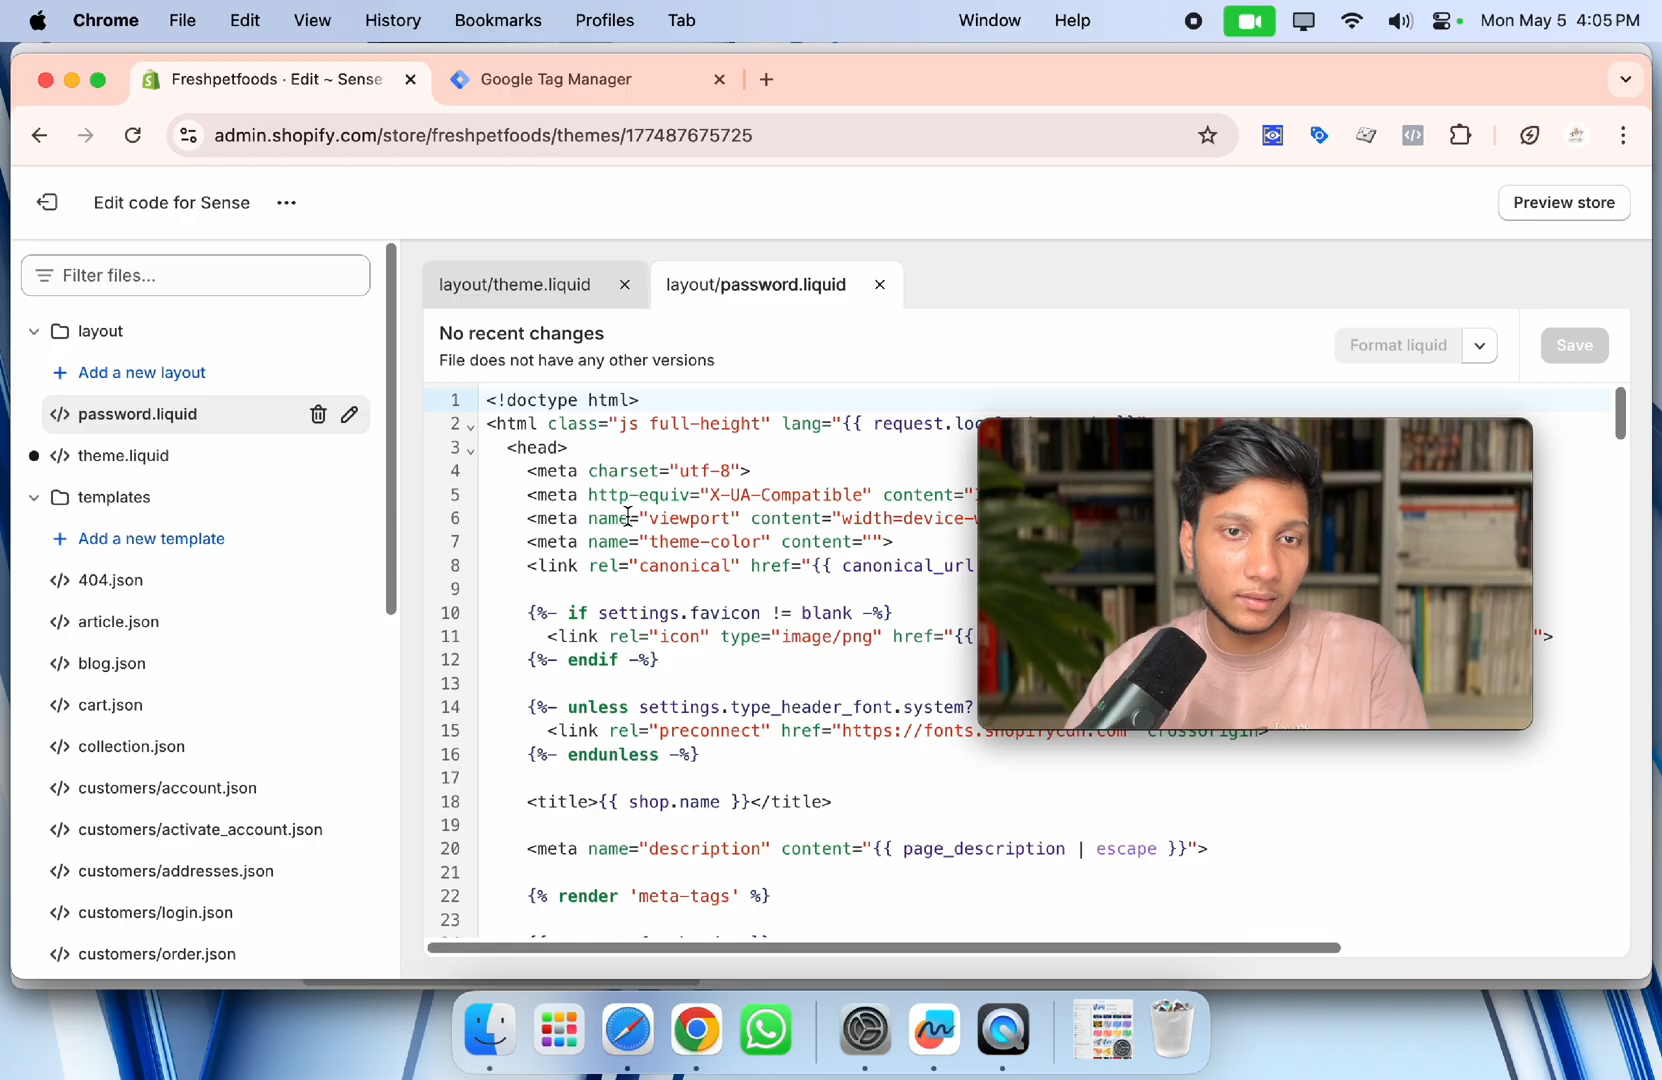 Chrome File Edit View History Bookmarks Profiles Tab Window Help Mon May 5 4:05 PM
Freshpetfoods · Edit ~ Sense
Google Tag Manager
admin.shopify.com/store/freshpetfoods/themes/177487675725
Edit code for Sense
Preview store
Filter files...
layout
Add a new layout
password.liquid
theme.liquid
templates
Add a new template
404.json
article.json
blog.json
cart.json
collection.json
customers/account.json
customers/activate_account.json
customers/addresses.json
customers/login.json
customers/order.json
layout/theme.liquid
layout/password.liquid
No recent changes
File does not have any other versions
Format liquid
Save
1 <!doctype html>
2 <html class="js full-height" lang="{{ request.
3 <head>
4 <meta charset="utf-8">
5 <meta http-equiv="X-UA-Compatible" content="
6 <meta name="viewport" content="width=device-
7 <meta name="theme-color" content="">
8 <link rel="canonical" href="{{ canonical_url
9
10 {%- if settings.favicon != blank -%}
11 <link rel="icon" type="image/png" href="{{ ">
12 {%- endif -%}
13
14 {%- unless settings.type_header_font.system?
15 <link rel="preconnect" href="https://fonts.shopifycdn.com" crossorigin>
16 {%- endunless -%}
17
18 <title>{{ shop.name }}</title>
19
20 <meta name="description" content="{{ page_description | escape }}">
21
22 {% render 'meta-tags' %}
23